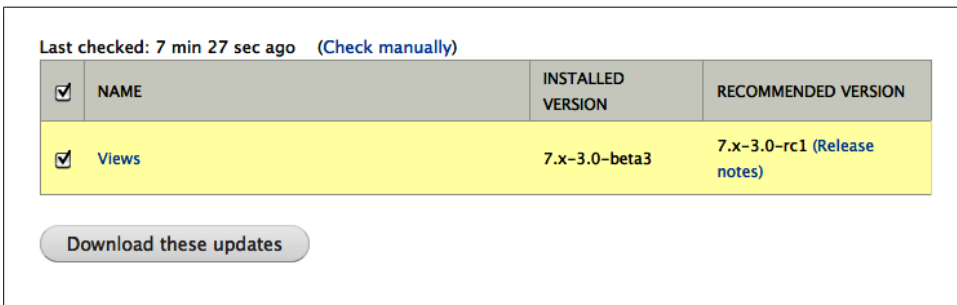 Last checked: 7 min 27 sec ago (Check manually)
NAME INSTALLED VERSION RECOMMENDED VERSION
Views 7.x-3.0-beta3 7.x-3.0-rc1 (Release notes)
Download these updates